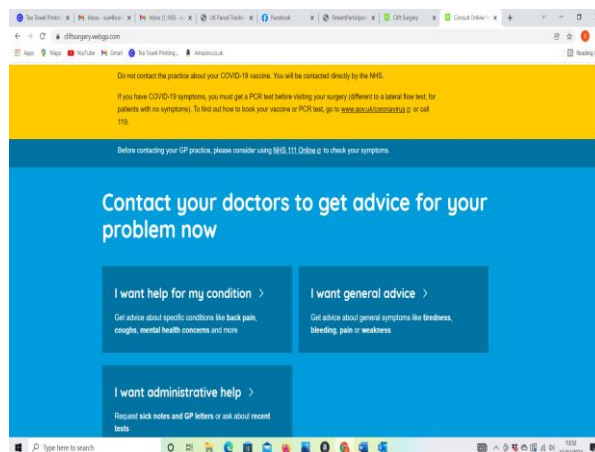 Tea Towel Printin
Inbox
UK Parcel Trackin
Facebook
Clift Surgery
Consult Online
cliftsurgery.webgp.com
Apps
Maps
YouTube
Gmail
Tea Towel Printing...
Amazon.co.uk
Reading
Do not contact the practice about your COVID-19 vaccine. You will be contacted directly by the NHS.
If you have COVID-19 symptoms, you must get a PCR test before visiting your surgery (different to a lateral flow test, for
patients with no symptoms). To find out how to book your vaccine or PCR test, go to www.gov.uk/coronavirus or call
119.
Before contacting your GP practice, please consider using NHS 111 Online to check your symptoms.
Contact your doctors to get advice for your
problem now
I want help for my condition >
Get advice about specific conditions like back pain,
coughs, mental health concerns and more
I want general advice >
Get advice about general symptoms like tiredness,
bleeding, pain or weakness
I want administrative help >
Request sick notes and GP letters or ask about recent
tests
Type here to search